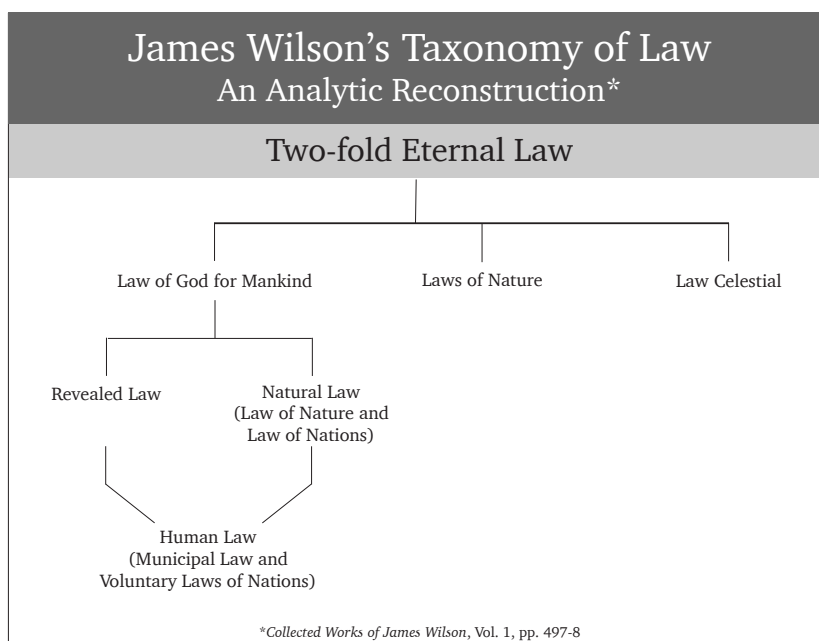 James Wilson’s Taxonomy of Law
An Analytic Reconstruction*
Two-fold Eternal Law
Law of God for Mankind
Laws of Nature
Law Celestial
Revealed Law
Natural Law
(Law of Nature and
Law of Nations)
Human Law
(Municipal Law and
Voluntary Laws of Nations)
*Collected Works of James Wilson, Vol. 1, pp. 497-8